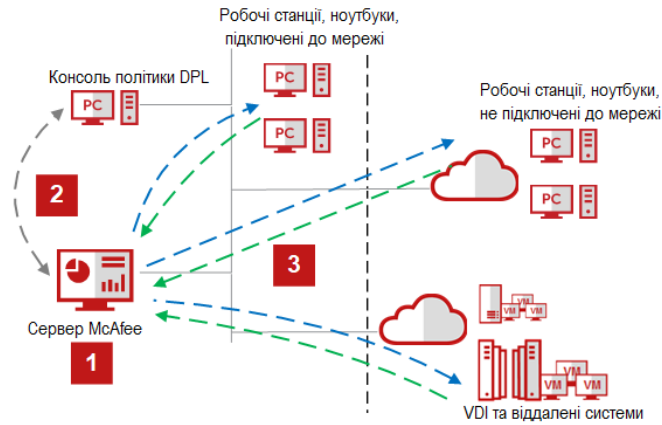 Робочі станції, ноутбуки,
підключені до мережі
Консоль політики DPL
PC
PC
PC
Робочі станції, ноутбуки,
не підключені до мережі
PC
PC
2
3
Сервер McAfee
1
VM
VM
VM
VM
VM
VM
VDI та віддалені системи